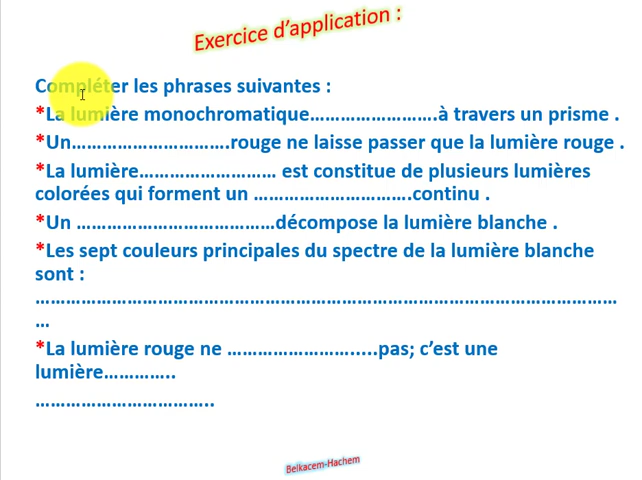 Exercice d’application :
Compléter les phrases suivantes :
*La lumière monochromatique…………………….à travers un prisme .
*Un………………………….rouge ne laisse passer que la lumière rouge .
*La lumière……………………… est constitue de plusieurs lumières
colorées qui forment un ………………………….continu .
*Un …………………………………décompose la lumière blanche .
*Les sept couleurs principales du spectre de la lumière blanche
sont :
……………………………………………………………………………………………………
…
*La lumière rouge ne …………………….....pas; c’est une
lumière…………..
……………………………..
Belkacem-Hachem